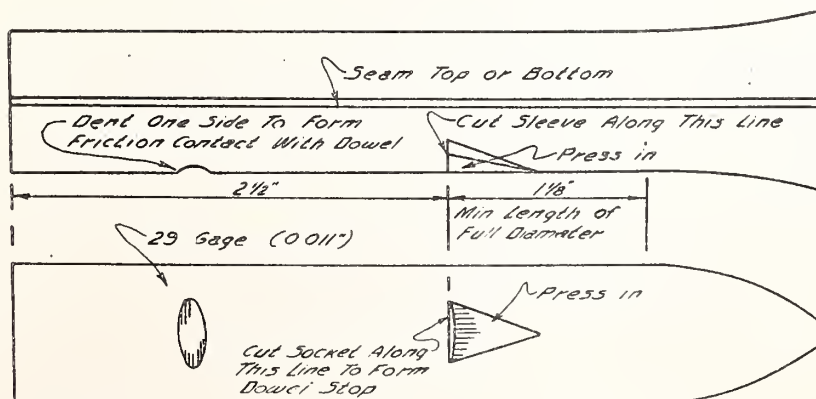 Seam Top or Bottom
Dent One Side To Form
Friction Contact With Dowel
Cut Sleeve Along This Line
Press in
2½"
1⅛"
Min Length of
Full Diameter
29 Gage (0.011")
Press in
Cut Socket Along
This Line To Form
Dowel Stop